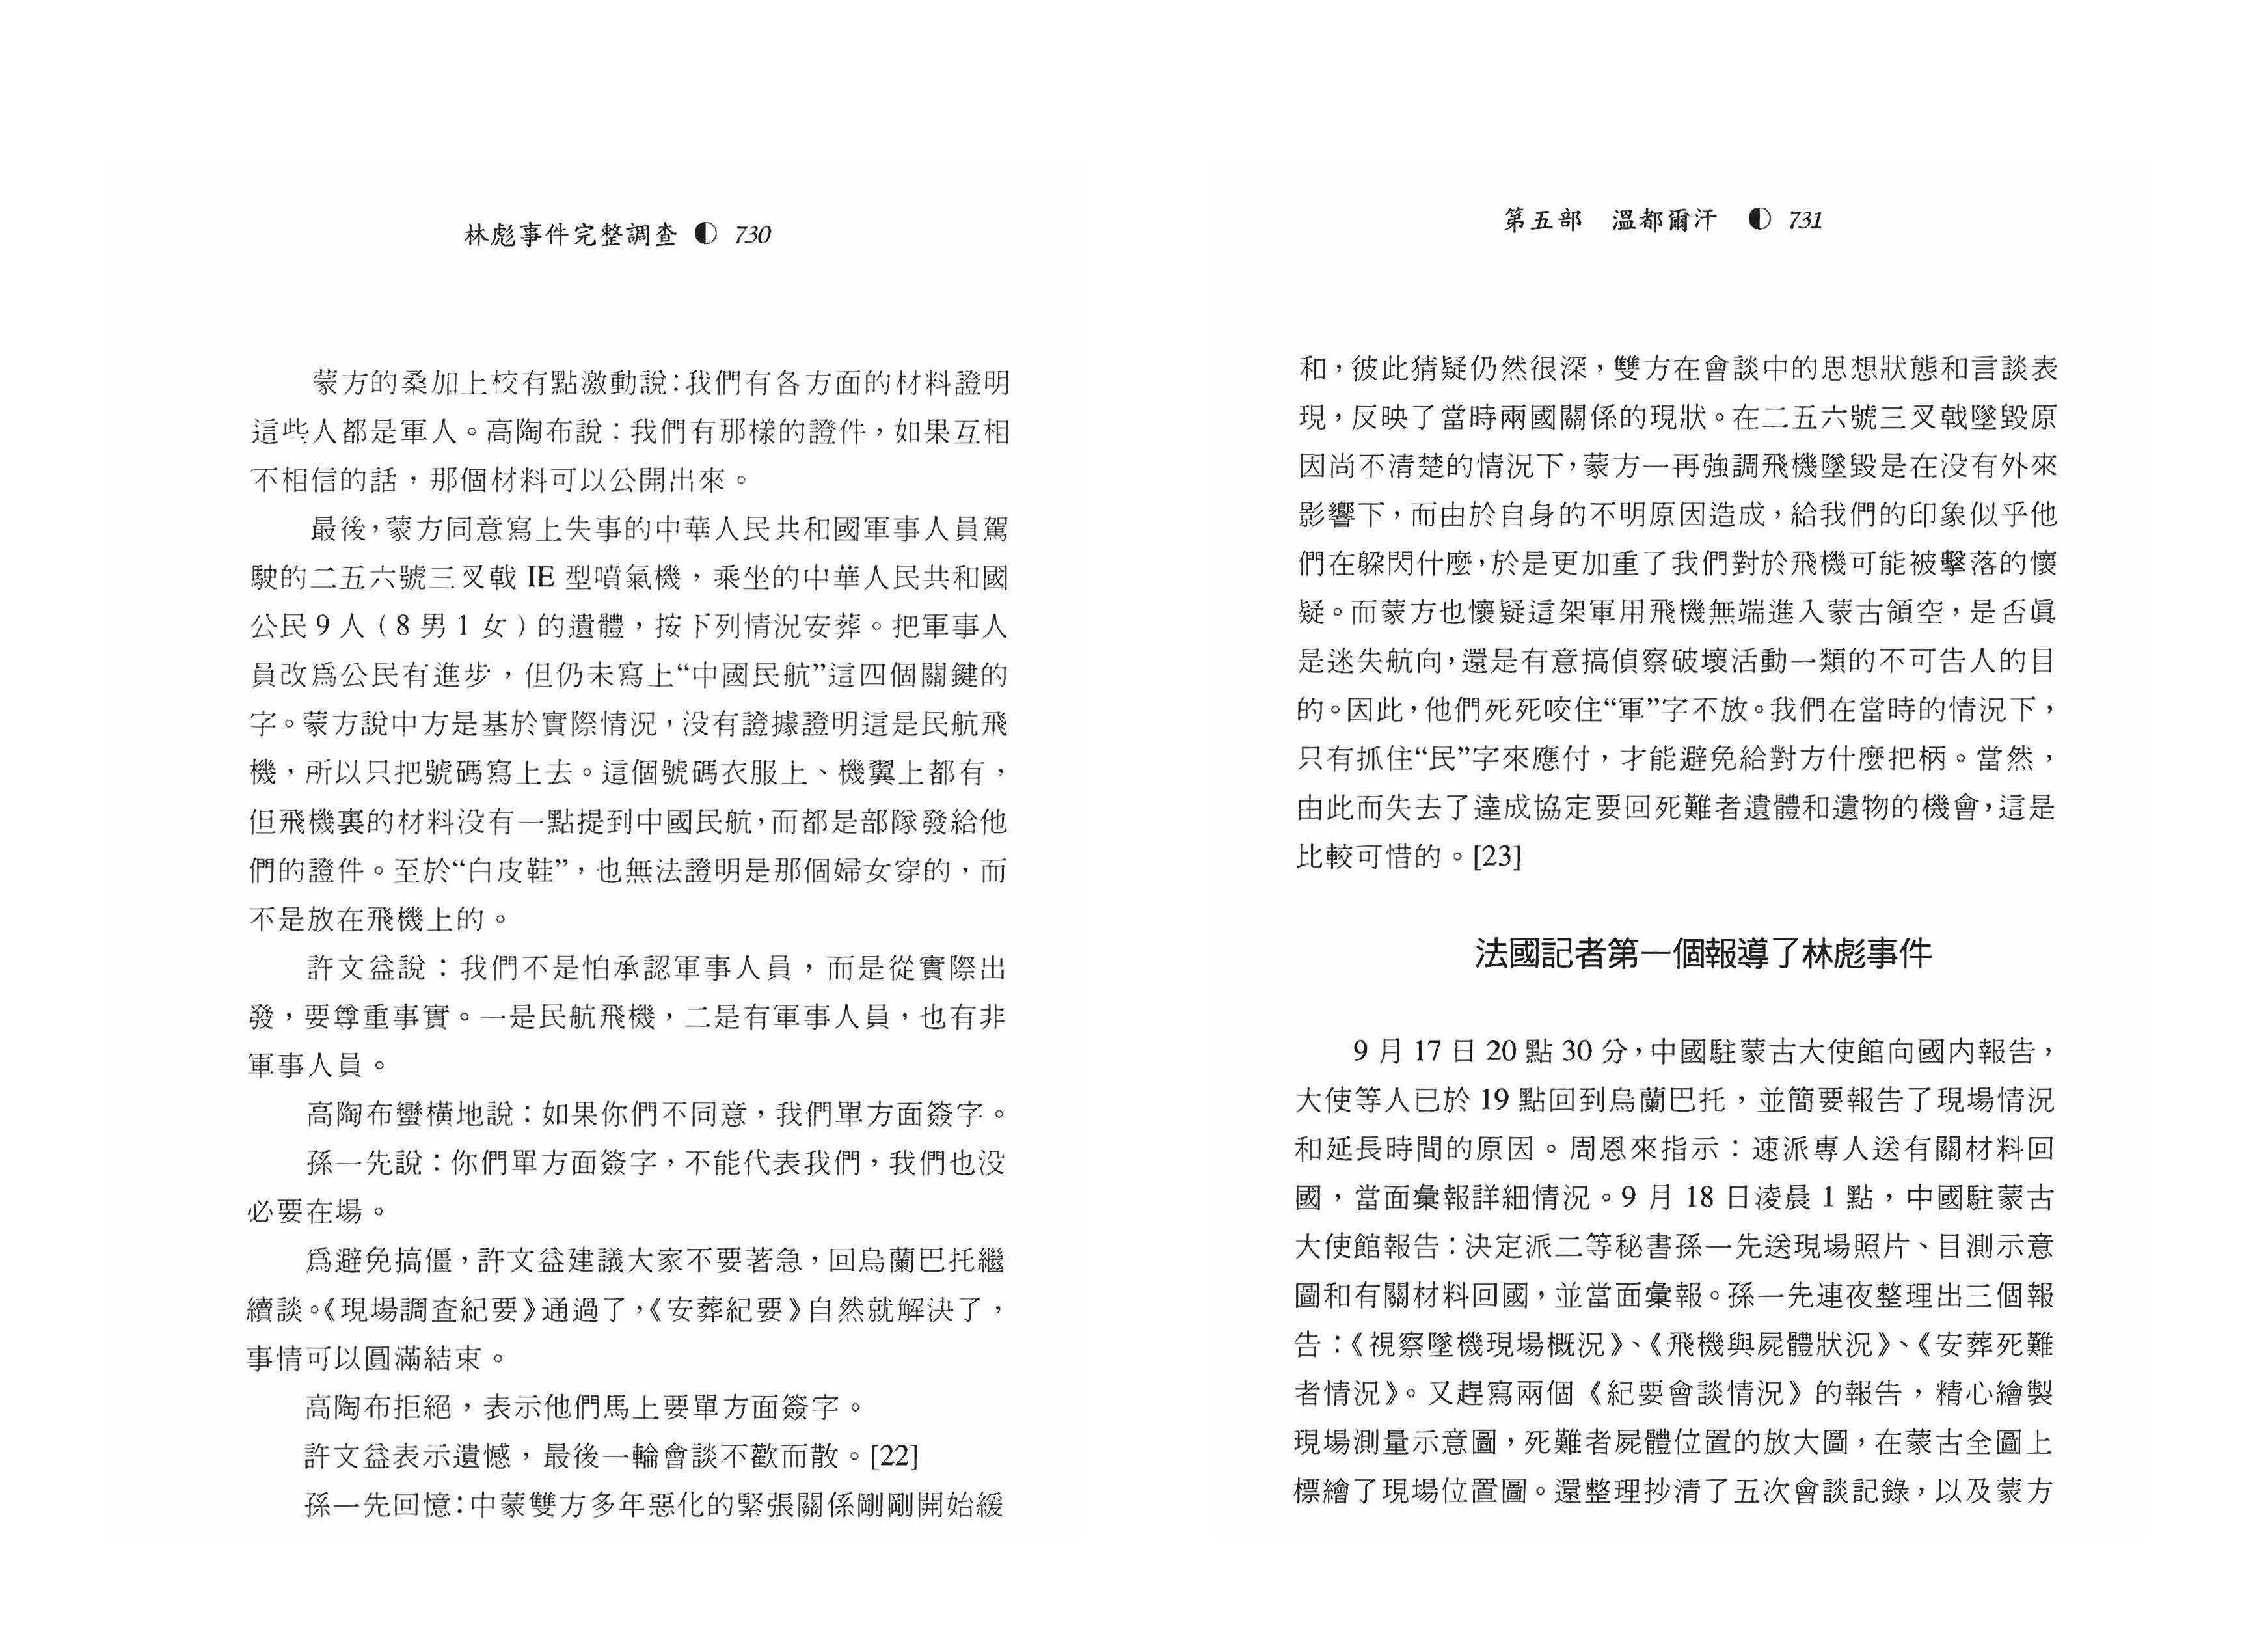 林彪事件完整調查 ◐ 730
蒙方的桑加上校有點激動說：我們有各方面的材料證明
這些人都是軍人。高陶布說：我們有那樣的證件，如果互相
不相信的話，那個材料可以公開出來。
最後，蒙方同意寫上失事的中華人民共和國軍事人員駕
駛的二五六號三叉戟 IE 型噴氣機，乘坐的中華人民共和國
公民 9 人（8 男 1 女）的遺體，按下列情況安葬。把軍事人
員改爲公民有進步，但仍未寫上“中國民航”這四個關鍵的
字。蒙方說中方是基於實際情況，没有證據證明這是民航飛
機，所以只把號碼寫上去。這個號碼衣服上、機翼上都有，
但飛機裏的材料没有一點提到中國民航，而都是部隊發給他
們的證件。至於“白皮鞋”，也無法證明是那個婦女穿的，而
不是放在飛機上的。
許文益說：我們不是怕承認軍事人員，而是從實際出
發，要尊重事實。一是民航飛機，二是有軍事人員，也有非
軍事人員。
高陶布蠻橫地說：如果你們不同意，我們單方面簽字。
孫一先說：你們單方面簽字，不能代表我們，我們也没
必要在場。
爲避免搞僵，許文益建議大家不要著急，回烏蘭巴托繼
續談。《現場調查紀要》通過了，《安葬紀要》自然就解決了，
事情可以圓滿結束。
高陶布拒絕，表示他們馬上要單方面簽字。
許文益表示遺憾，最後一輪會談不歡而散。[22]
孫一先回憶：中蒙雙方多年惡化的緊張關係剛剛開始緩
第五部 溫都爾汗 ◐ 731
和，彼此猜疑仍然很深，雙方在會談中的思想狀態和言談表
現，反映了當時兩國關係的現狀。在二五六號三叉戟墜毀原
因尚不清楚的情況下，蒙方一再強調飛機墜毀是在没有外來
影響下，而由於自身的不明原因造成，給我們的印象似乎他
們在躲閃什麼，於是更加重了我們對於飛機可能被擊落的懷
疑。而蒙方也懷疑這架軍用飛機無端進入蒙古領空，是否眞
是迷失航向，還是有意搞偵察破壞活動一類的不可告人的目
的。因此，他們死死咬住“軍”字不放。我們在當時的情況下，
只有抓住“民”字來應付，才能避免給對方什麼把柄。當然，
由此而失去了達成協定要回死難者遺體和遺物的機會，這是
比較可惜的。[23]
法國記者第一個報導了林彪事件
9 月 17 日 20 點 30 分，中國駐蒙古大使館向國内報告，
大使等人已於 19 點回到烏蘭巴托，並簡要報告了現場情況
和延長時間的原因。周恩來指示：速派專人送有關材料回
國，當面彙報詳細情況。9 月 18 日淩晨 1 點，中國駐蒙古
大使館報告：決定派二等秘書孫一先送現場照片、目測示意
圖和有關材料回國，並當面彙報。孫一先連夜整理出三個報
告：《視察墜機現場概況》、《飛機與屍體狀況》、《安葬死難
者情況》。又趕寫兩個《紀要會談情況》的報告，精心繪製
現場測量示意圖，死難者屍體位置的放大圖，在蒙古全圖上
標繪了現場位置圖。還整理抄清了五次會談記錄，以及蒙方